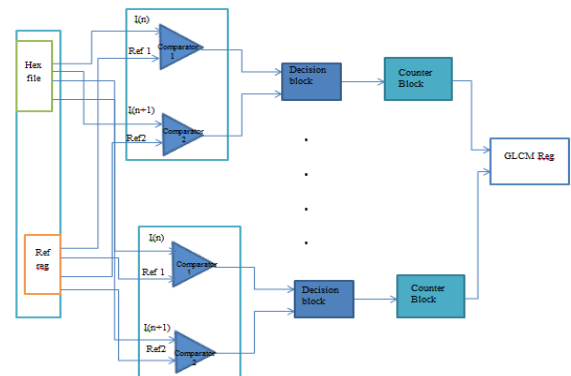 Hex
file
Ref
reg
I(n)
Ref 1
Comparator
1
I(n+1)
Ref2
Comparator
2
Decision
block
Counter
Block
GLCM Reg
I(n)
Ref 1
Comparator
1
I(n+1)
Ref2
Comparator
2
Decision
block
Counter
Block